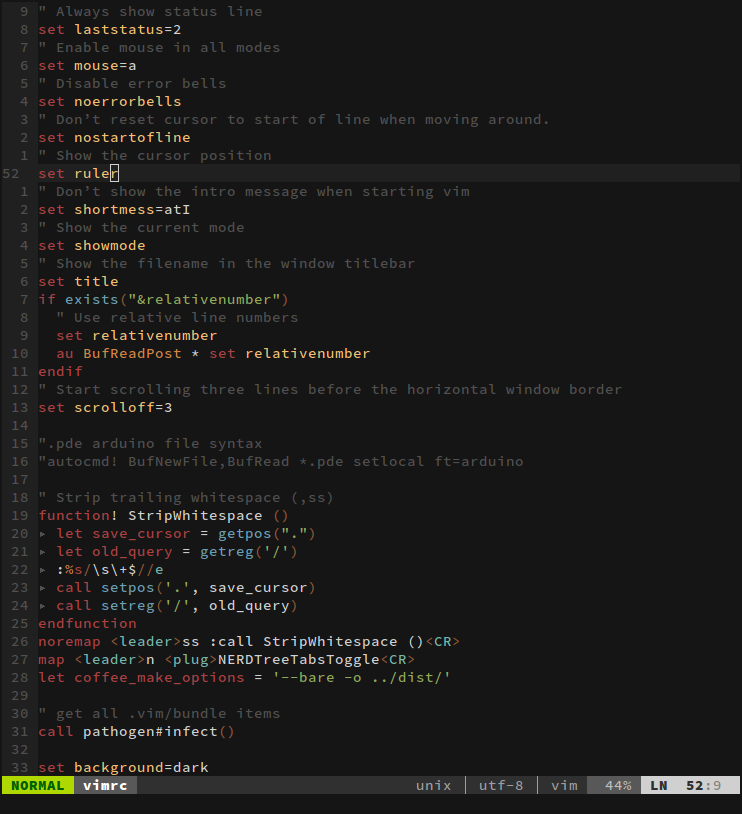 9 " Always show status line
8 set laststatus=2
7 " Enable mouse in all modes
6 set mouse=a
5 " Disable error bells
4 set noerrorbells
3 " Don’t reset cursor to start of line when moving around.
2 set nostartofline
1 " Show the cursor position
52 set ruler
1 " Don’t show the intro message when starting vim
2 set shortmess=atI
3 " Show the current mode
4 set showmode
5 " Show the filename in the window titlebar
6 set title
7 if exists("&relativenumber")
8   " Use relative line numbers
9   set relativenumber
10   au BufReadPost * set relativenumber
11 endif
12 " Start scrolling three lines before the horizontal window border
13 set scrolloff=3
14
15 ".pde arduino file syntax
16 "autocmd! BufNewFile,BufRead *.pde setlocal ft=arduino
17
18 " Strip trailing whitespace (,ss)
19 function! StripWhitespace ()
20 ▸ let save_cursor = getpos(".")
21 ▸ let old_query = getreg('/')
22 ▸ :%s/\s\+$//e
23 ▸ call setpos('.', save_cursor)
24 ▸ call setreg('/', old_query)
25 endfunction
26 noremap <leader>ss :call StripWhitespace ()<CR>
27 map <leader>n <plug>NERDTreeTabsToggle<CR>
28 let coffee_make_options = '--bare -o ../dist/'
29
30 " get all .vim/bundle items
31 call pathogen#infect()
32
33 set background=dark
NORMAL vimrc unix | utf-8 | vim 44% LN 52:9